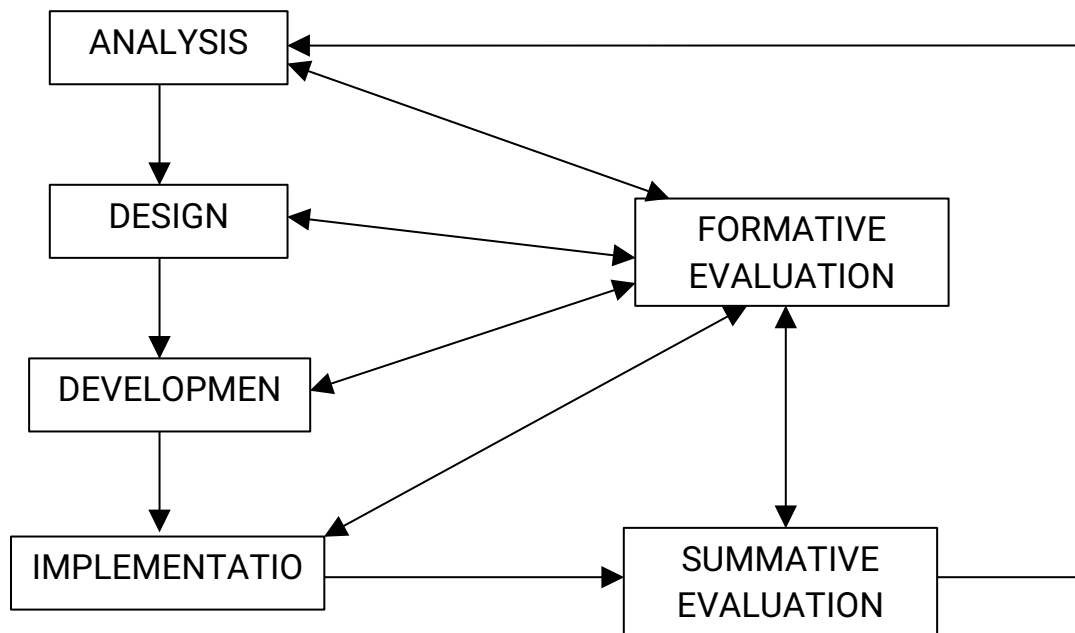 ANALYSIS
DESIGN
FORMATIVE
EVALUATION
DEVELOPMEN
IMPLEMENTATIO
SUMMATIVE
EVALUATION